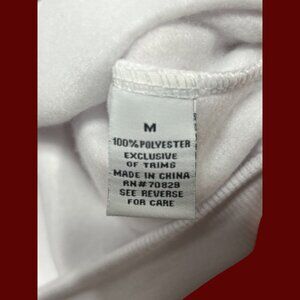 M
100% POLYESTER
EXCLUSIVE
OF TRIMS
MADE IN CHINA
RN# 70829
SEE REVERSE
FOR CARE